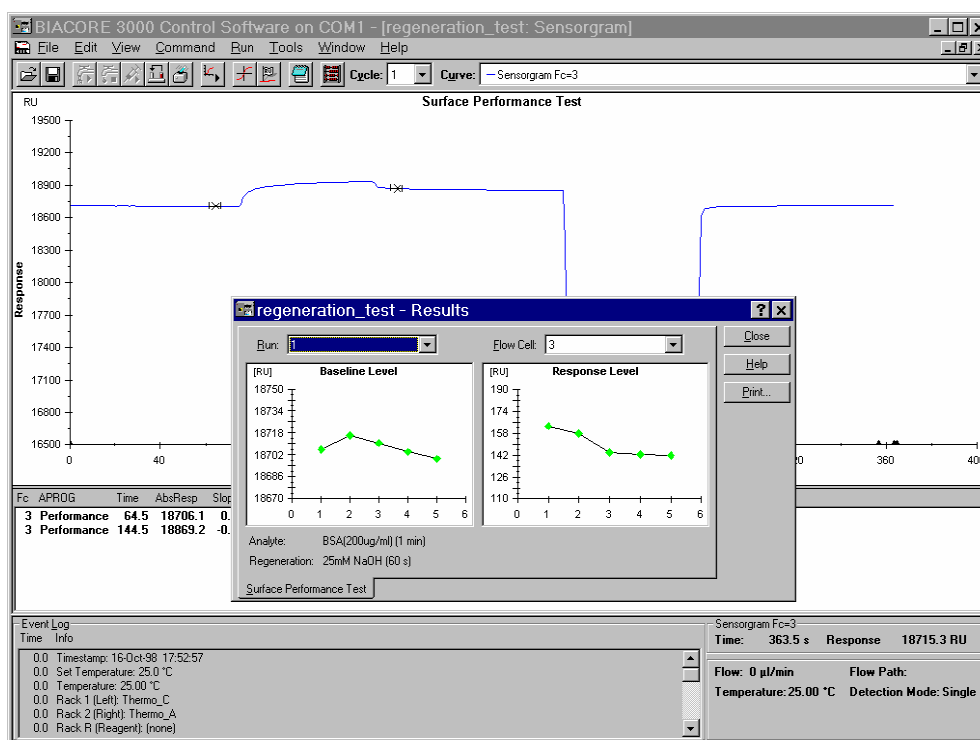 BIACORE 3000 Control Software on COM1 - [regeneration_test: Sensorgram]
File Edit View Command Run Tools Window Help
Cycle: 1 Curve: Sensorgram Fc=3
RU Surface Performance Test
19500
19200
18900
18600
18300
18000
17700
17400
17100
16800
16500
Response
0 40 20 360 400
regeneration_test - Results
Run: 1 Flow Cell: 3
Close
Help
Print...
[RU] Baseline Level
18750
18734
18718
18702
18686
18670
0 1 2 3 4 5 6
[RU] Response Level
190
174
158
142
126
110
0 1 2 3 4 5 6
Analyte: BSA(200ug/ml) (1 min)
Regeneration: 25mM NaOH (60 s)
Surface Performance Test
Fc APROG Time AbsResp Slop
3 Performance 64.5 18706.1 0.
3 Performance 144.5 18869.2 -0.
Event Log
Time Info
0.0 Timestamp: 16-Oct-98 17:52:57
0.0 Set Temperature: 25.0 °C
0.0 Temperature: 25.00 °C
0.0 Rack 1 (Left): Thermo_C
0.0 Rack 2 (Right): Thermo_A
0.0 Rack R (Reagent): (none)
Sensorgram Fc=3
Time: 363.5 s Response 18715.3 RU
Flow: 0 µl/min Flow Path:
Temperature: 25.00 °C Detection Mode: Single